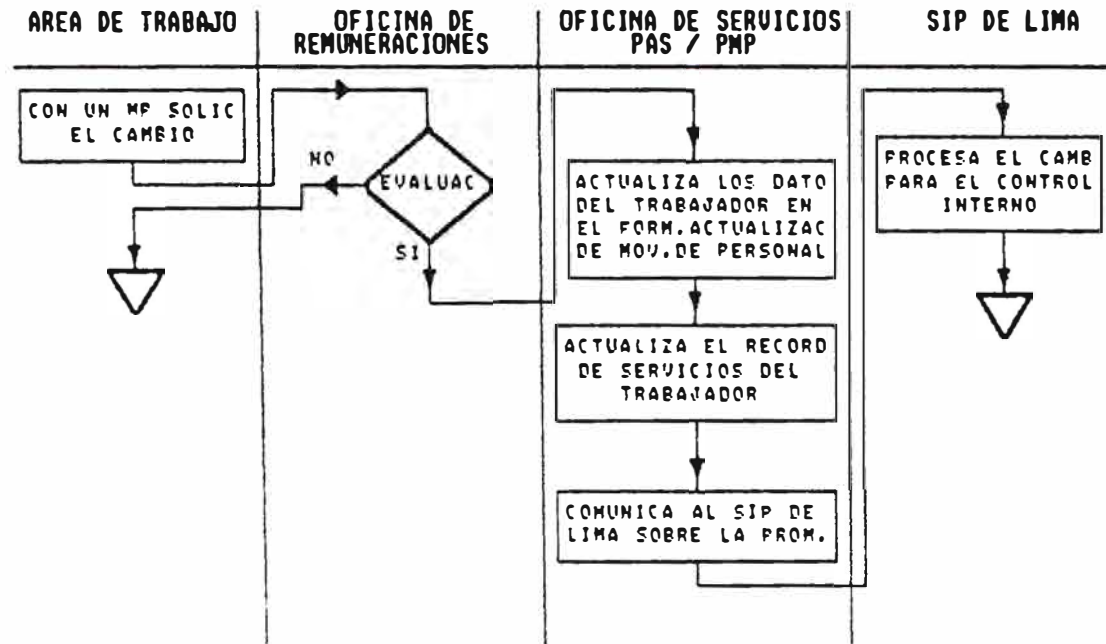 AREA DE TRABAJO
OFICINA DE
REMUNERACIONES
OFICINA DE SERVICIOS
PAS / PMP
SIP DE LIMA
CON UN MP SOLIC
EL CAMBIO
NO
EVALUAC
SI
ACTUALIZA LOS DATO
DEL TRABAJADOR EN
EL FORM.ACTUALIZAC
DE MOV.DE PERSONAL
ACTUALIZA EL RECORD
DE SERVICIOS DEL
TRABAJADOR
COMUNICA AL SIP DE
LIMA SOBRE LA PROM.
PROCESA EL CAMB
PARA EL CONTROL
INTERNO